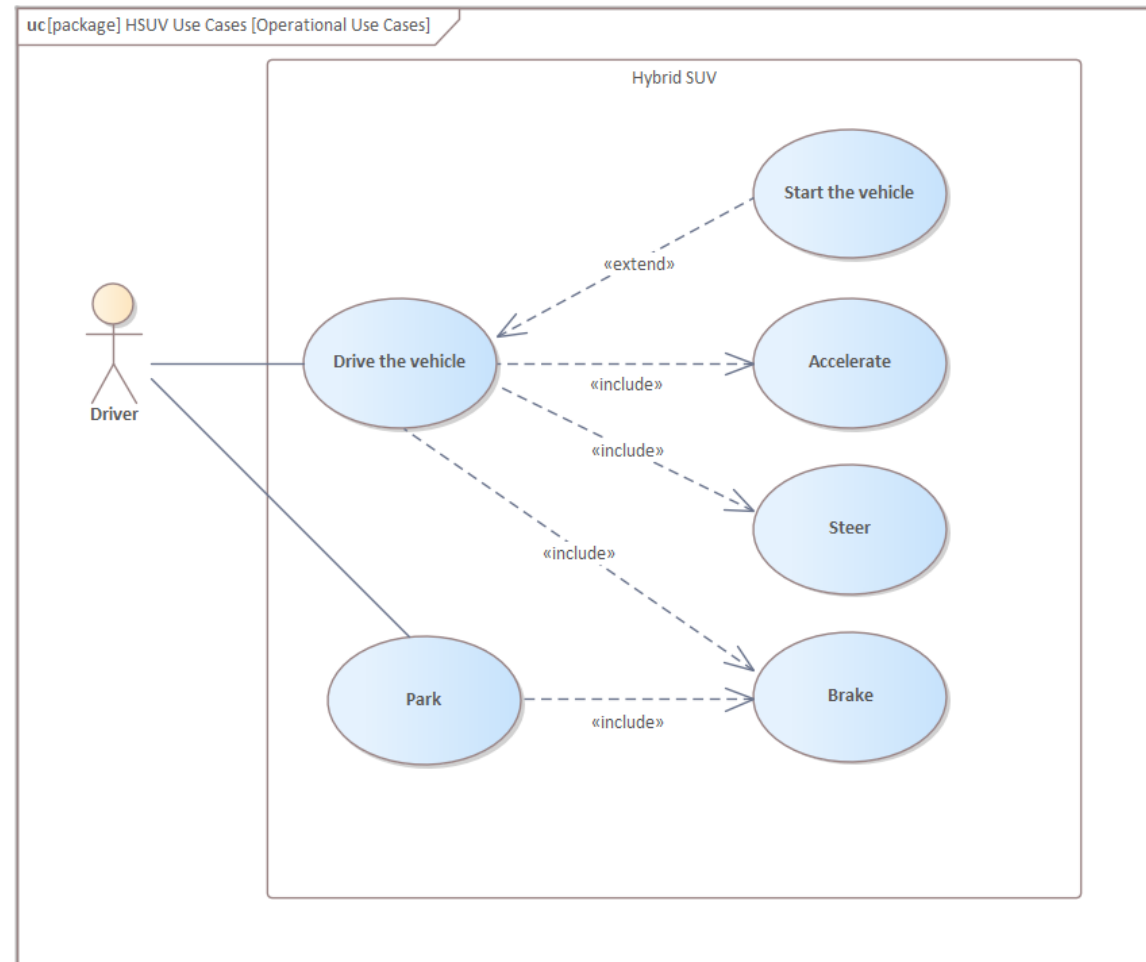 uc [package] HSUV Use Cases [Operational Use Cases]
Hybrid SUV
Start the vehicle
«extend»
Drive the vehicle
Accelerate
«include»
Driver
«include»
Steer
«include»
Park
Brake
«include»